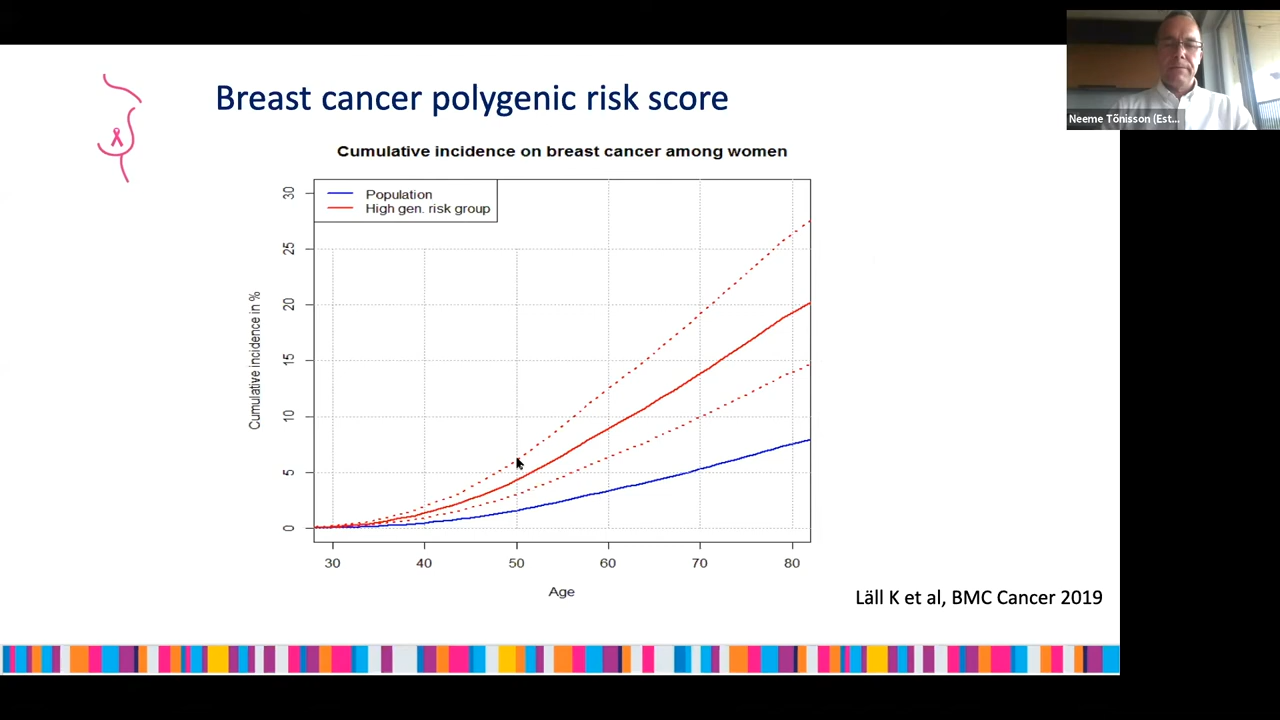 Neeme Tõnisson (Est...
Breast cancer polygenic risk score
Cumulative incidence on breast cancer among women
Population
High gen. risk group
30
25
20
15
10
5
0
Cumulative incidence in %
30 40 50 60 70 80
Age
Läll K et al, BMC Cancer 2019